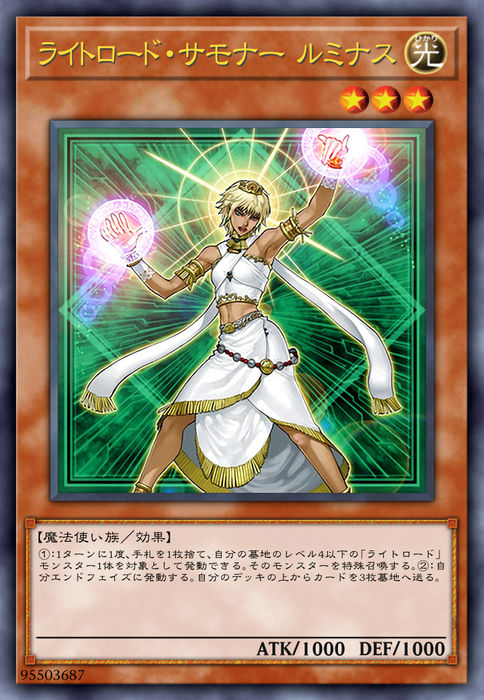 ライトロード・サモナー ルミナス
ひかり
光
【魔法使い族／効果】
①:1ターンに1度、手札を1枚捨て、自分の墓地のレベル4以下の「ライトロード」
モンスター1体を対象として発動できる。そのモンスターを特殊召喚する。②:自
分エンドフェイズに発動する。自分のデッキの上からカードを3枚墓地へ送る。
ATK/1000 DEF/1000
95503687